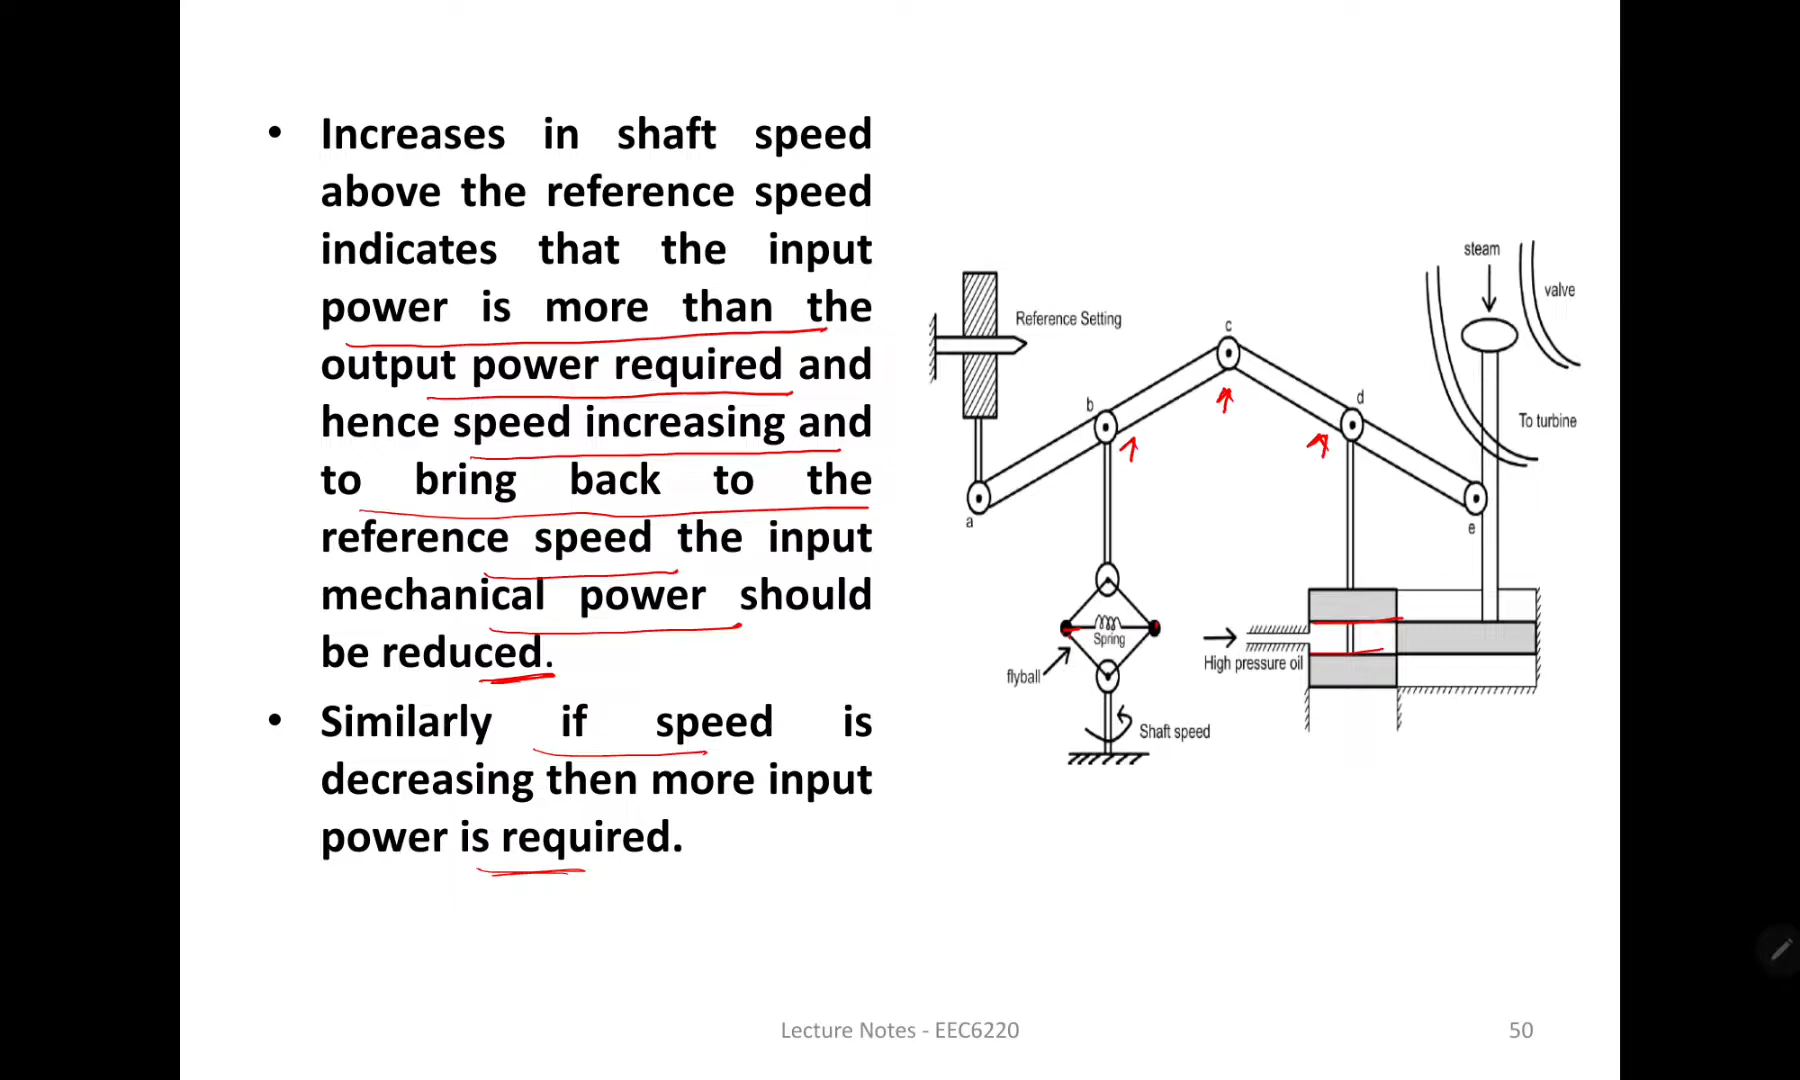 • Increases in shaft speed
above the reference speed
indicates that the input
power is more than the
output power required and
hence speed increasing and
to bring back to the
reference speed the input
mechanical power should
be reduced.
• Similarly if speed is
decreasing then more input
power is required.
steam
valve
Reference Setting
c
d
b
To turbine
a
e
Spring
High pressure oil
flyball
Shaft speed
Lecture Notes - EEC6220
50